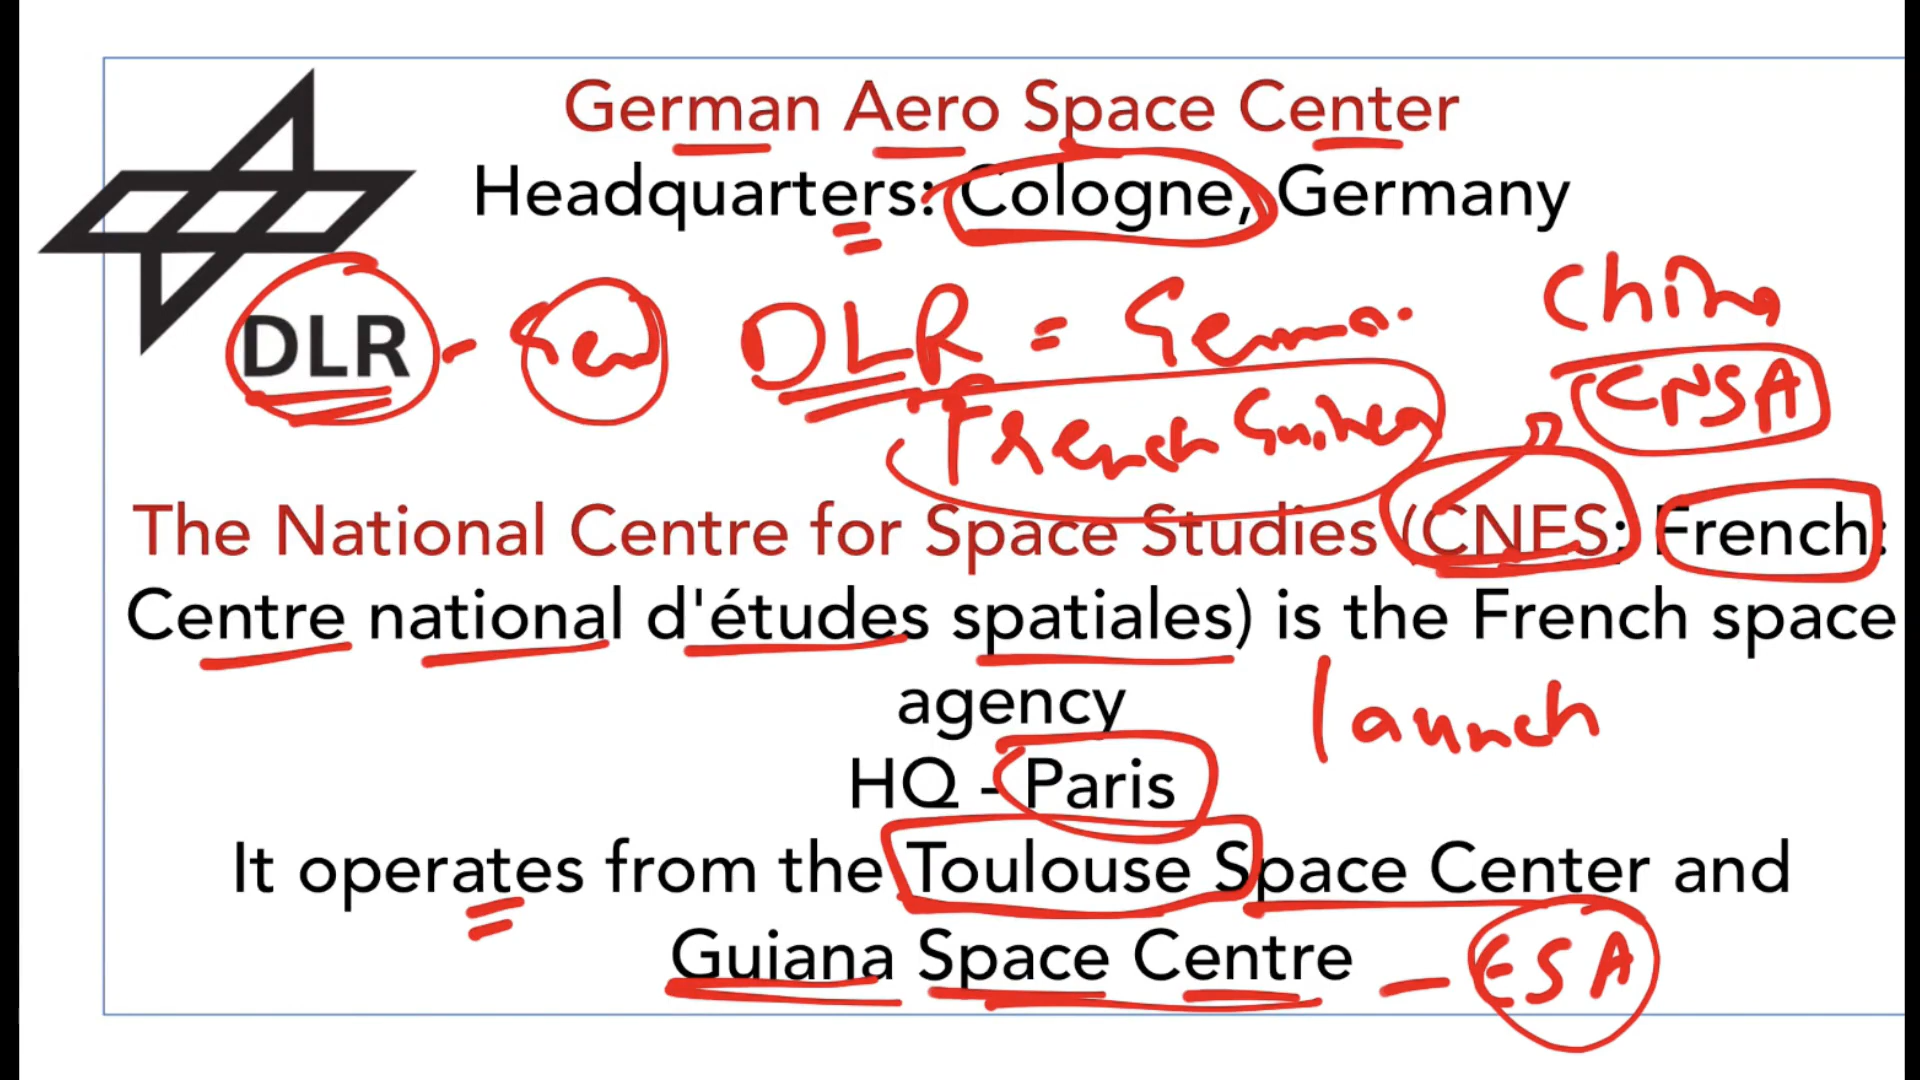 German Aero Space Center
Headquarters: Cologne, Germany
DLR
DLR = Germa.
China
CNSA
French Guinea
The National Centre for Space Studies (CNES; French:
Centre national d'études spatiales) is the French space
agency
launch
HQ - Paris
It operates from the Toulouse Space Center and
Guiana Space Centre
- ESA